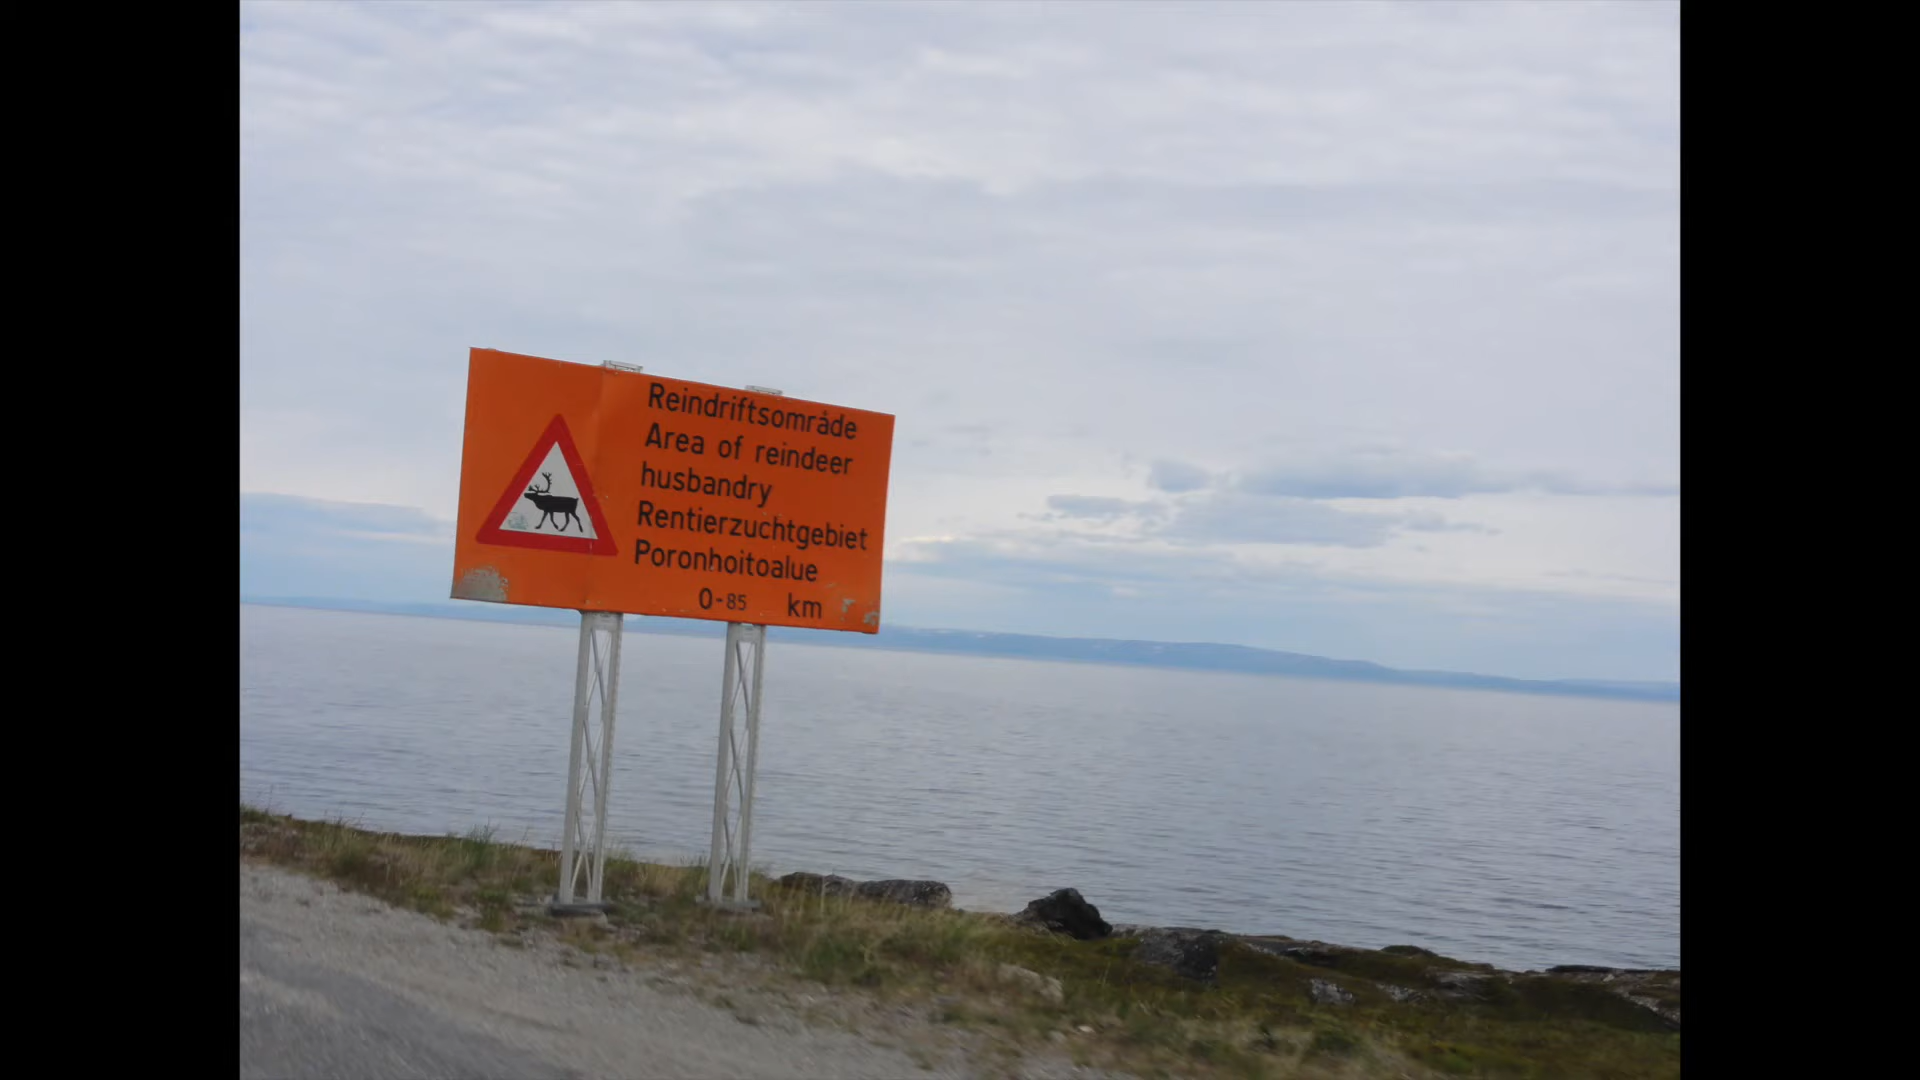 Reindriftsområde
Area of reindeer
husbandry
Rentierzuchtgebiet
Poronhoitoalue
0-85 km